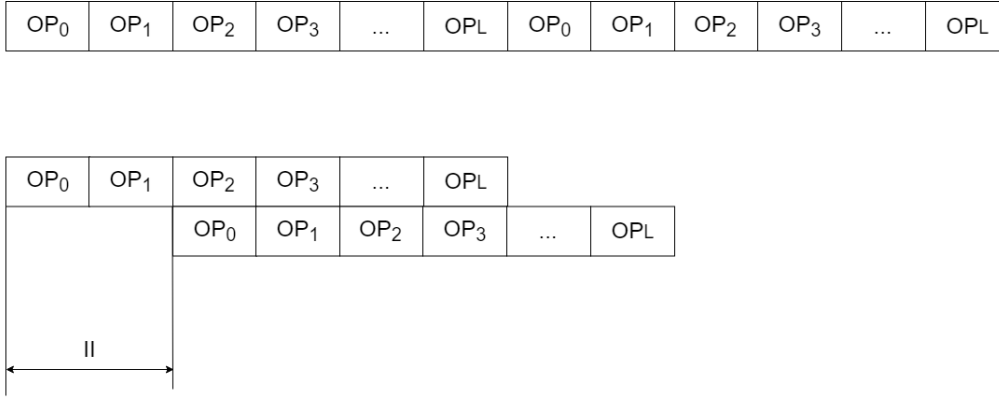 OP₀ OP₁ OP₂ OP₃ ... OPL OP₀ OP₁ OP₂ OP₃ ... OPL
OP₀ OP₁ OP₂ OP₃ ... OPL
OP₀ OP₁ OP₂ OP₃ ... OPL
II